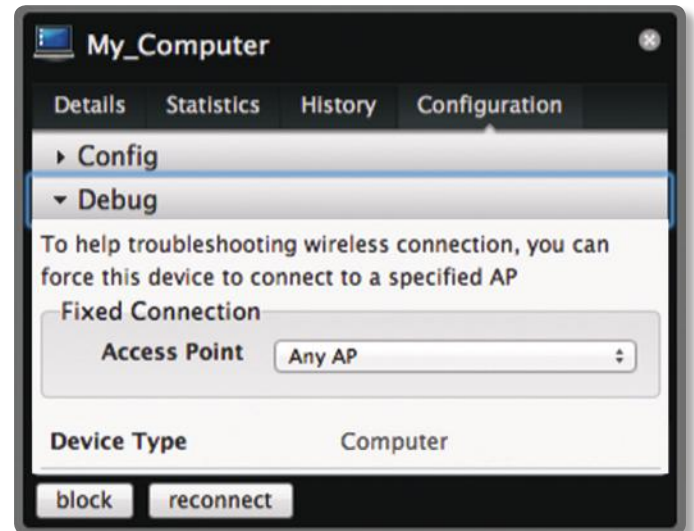 My_Computer
Details Statistics History Configuration
Config
Debug
To help troubleshooting wireless connection, you can
force this device to connect to a specified AP
Fixed Connection
Access Point Any AP
Device Type Computer
block reconnect